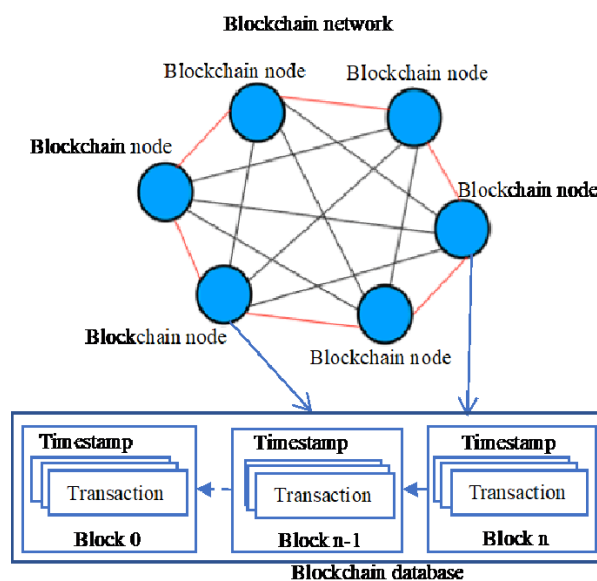 Blockchain network
Blockchain node
Blockchain node
Blockchain node
Blockchain node
Blockchain node
Blockchain node
Timestamp
Transaction
Block 0
Timestamp
Transaction
Block n-1
Timestamp
Transaction
Block n
Blockchain database